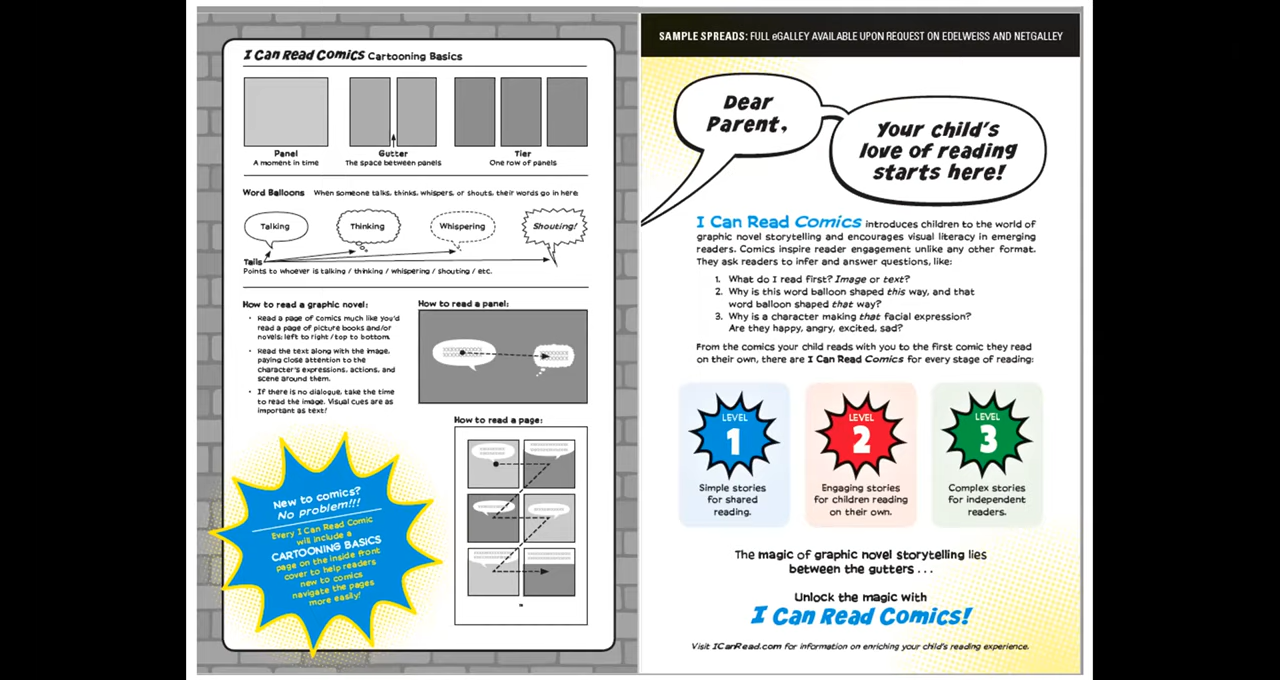 I Can Read Comics Cartooning Basics
Panel
A moment in time
Gutter
The space between panels
Tier
One row of panels
Word Balloons When someone talks, thinks, whispers, or shouts, their words go in here:
Talking
Thinking
Whispering
Shouting!
Tails
Points to whoever is talking / thinking / whispering / shouting / etc.
How to read a graphic novel:
• Read a page of comics much like you'd
read a page of picture books and/or
novels: left to right / top to bottom.
• Read the text along with the image,
paying close attention to the
character's expressions, actions, and
scene around them.
• If there is no dialogue, take the time
to read the image. Visual cues are as
important as text!
How to read a panel:
How to read a page:
New to comics?
No problem!!!
Every I Can Read Comic
will include a
CARTOONING BASICS
page on the inside front
cover to help readers
new to comics
navigate the pages
more easily!
SAMPLE SPREADS: FULL eGALLEY AVAILABLE UPON REQUEST ON EDELWEISS AND NETGALLEY
Dear
Parent,
Your child's
love of reading
starts here!
I Can Read Comics introduces children to the world of
graphic novel storytelling and encourages visual literacy in emerging
readers. Comics inspire reader engagement unlike any other format.
They ask readers to infer and answer questions, like:
1. What do I read first? Image or text?
2. Why is this word balloon shaped this way, and that
word balloon shaped that way?
3. Why is a character making that facial expression?
Are they happy, angry, excited, sad?
From the comics your child reads with you to the first comic they read
on their own, there are I Can Read Comics for every stage of reading:
LEVEL
1
Simple stories
for shared
reading.
LEVEL
2
Engaging stories
for children reading
on their own.
LEVEL
3
Complex stories
for independent
readers.
The magic of graphic novel storytelling lies
between the gutters . . .
Unlock the magic with
I Can Read Comics!
Visit ICanRead.com for information on enriching your child's reading experience.